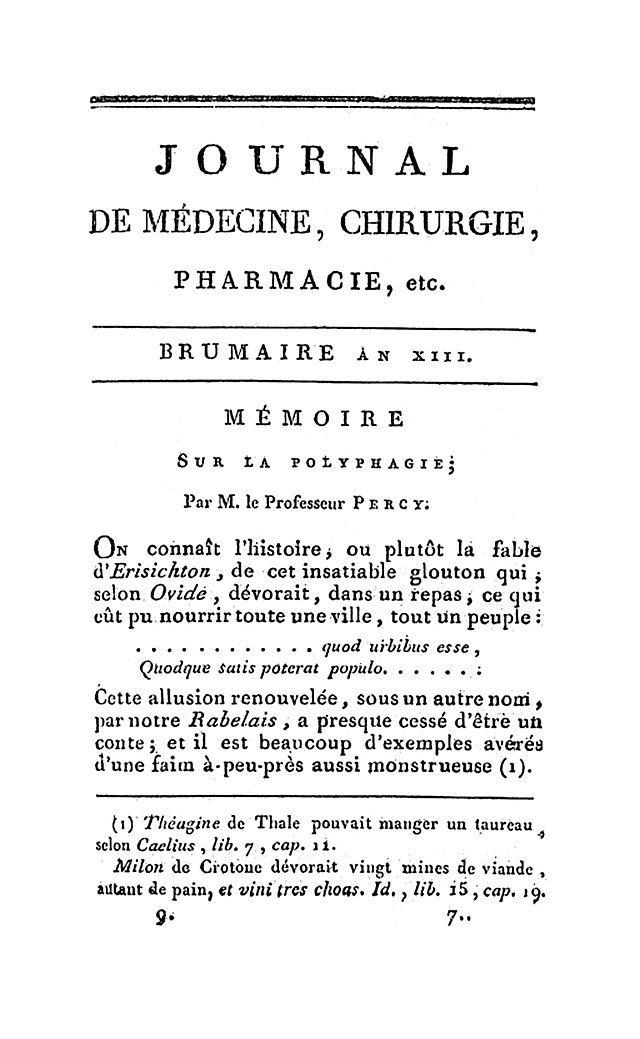 JOURNAL
DE MÉDECINE, CHIRURGIE,
PHARMACIE, etc.
BRUMAIRE AN XIII.
MÉMOIRE
SUR LA POLYPHAGIE;
Par M. le Professeur PERCY.
ON connaît l'histoire, ou plutôt la fable
d'Erisichton, de cet insatiable glouton qui,
selon Ovide, dévorait, dans un repas, ce qui
eût pu nourrir toute une ville, tout un peuple:
. . . . . . . . . . . . quod urbibus esse,
Quodque satis poterat populo. . . . . . :
Cette allusion renouvelée, sous un autre nom,
par notre Rabelais, a presque cessé d'être un
conte; et il est beaucoup d'exemples avérés
d'une faim à-peu-près aussi monstrueuse (1).
(1) Théagine de Thale pouvait manger un taureau,
selon Caelius, lib. 7, cap. 11.
Milon de Crotone dévorait vingt mines de viande,
autant de pain, et vini tres choas. Id., lib. 15, cap. 19.
9. 7..